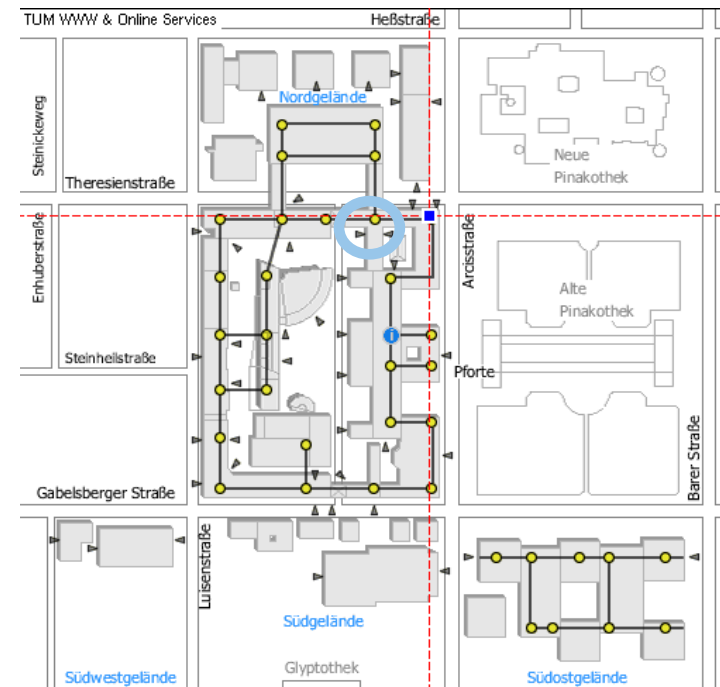 TUM WWW & Online Services
Heßstraße
Nordgelände
Steinickeweg
Theresienstraße
Neue
Pinakothek
Enhuberstraße
Arcisstraße
Alte
Pinakothek
i
Steinheilstraße
Pforte
Barer Straße
Gabelsberger Straße
Luisenstraße
Südgelände
Glyptothek
Südwestgelände
Südostgelände